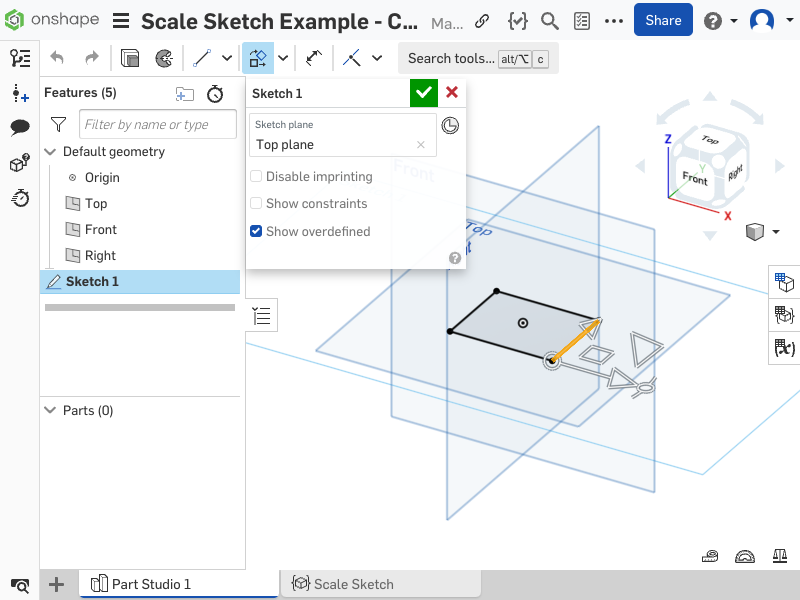 onshape
Scale Sketch Example - C...
Ma...
Share
Search tools... alt/⌥ c
Features (5)
Filter by name or type
Default geometry
Origin
Top
Front
Right
Sketch 1
Parts (0)
Sketch 1
Sketch plane
Top plane
Disable imprinting
Show constraints
Show overdefined
Front
Top
Z
Top
Y
Front
Right
X
Part Studio 1
Scale Sketch